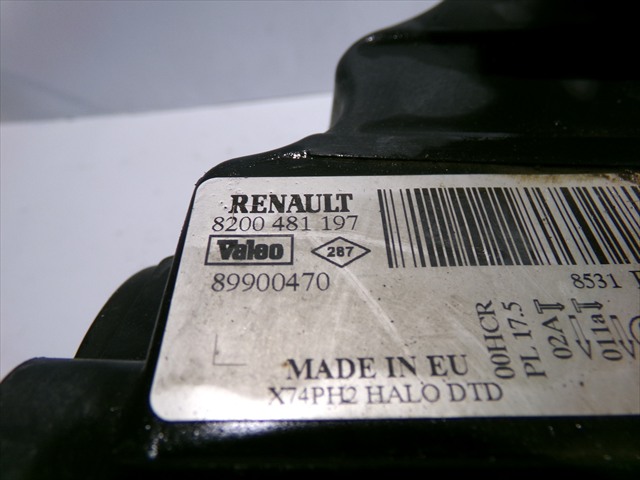 RENAULT
8200 481 197
Valeo 287
89900470
8531
MADE IN EU
X74PH2 HALO DTD
00HCR
PL 17.5
02A
011a